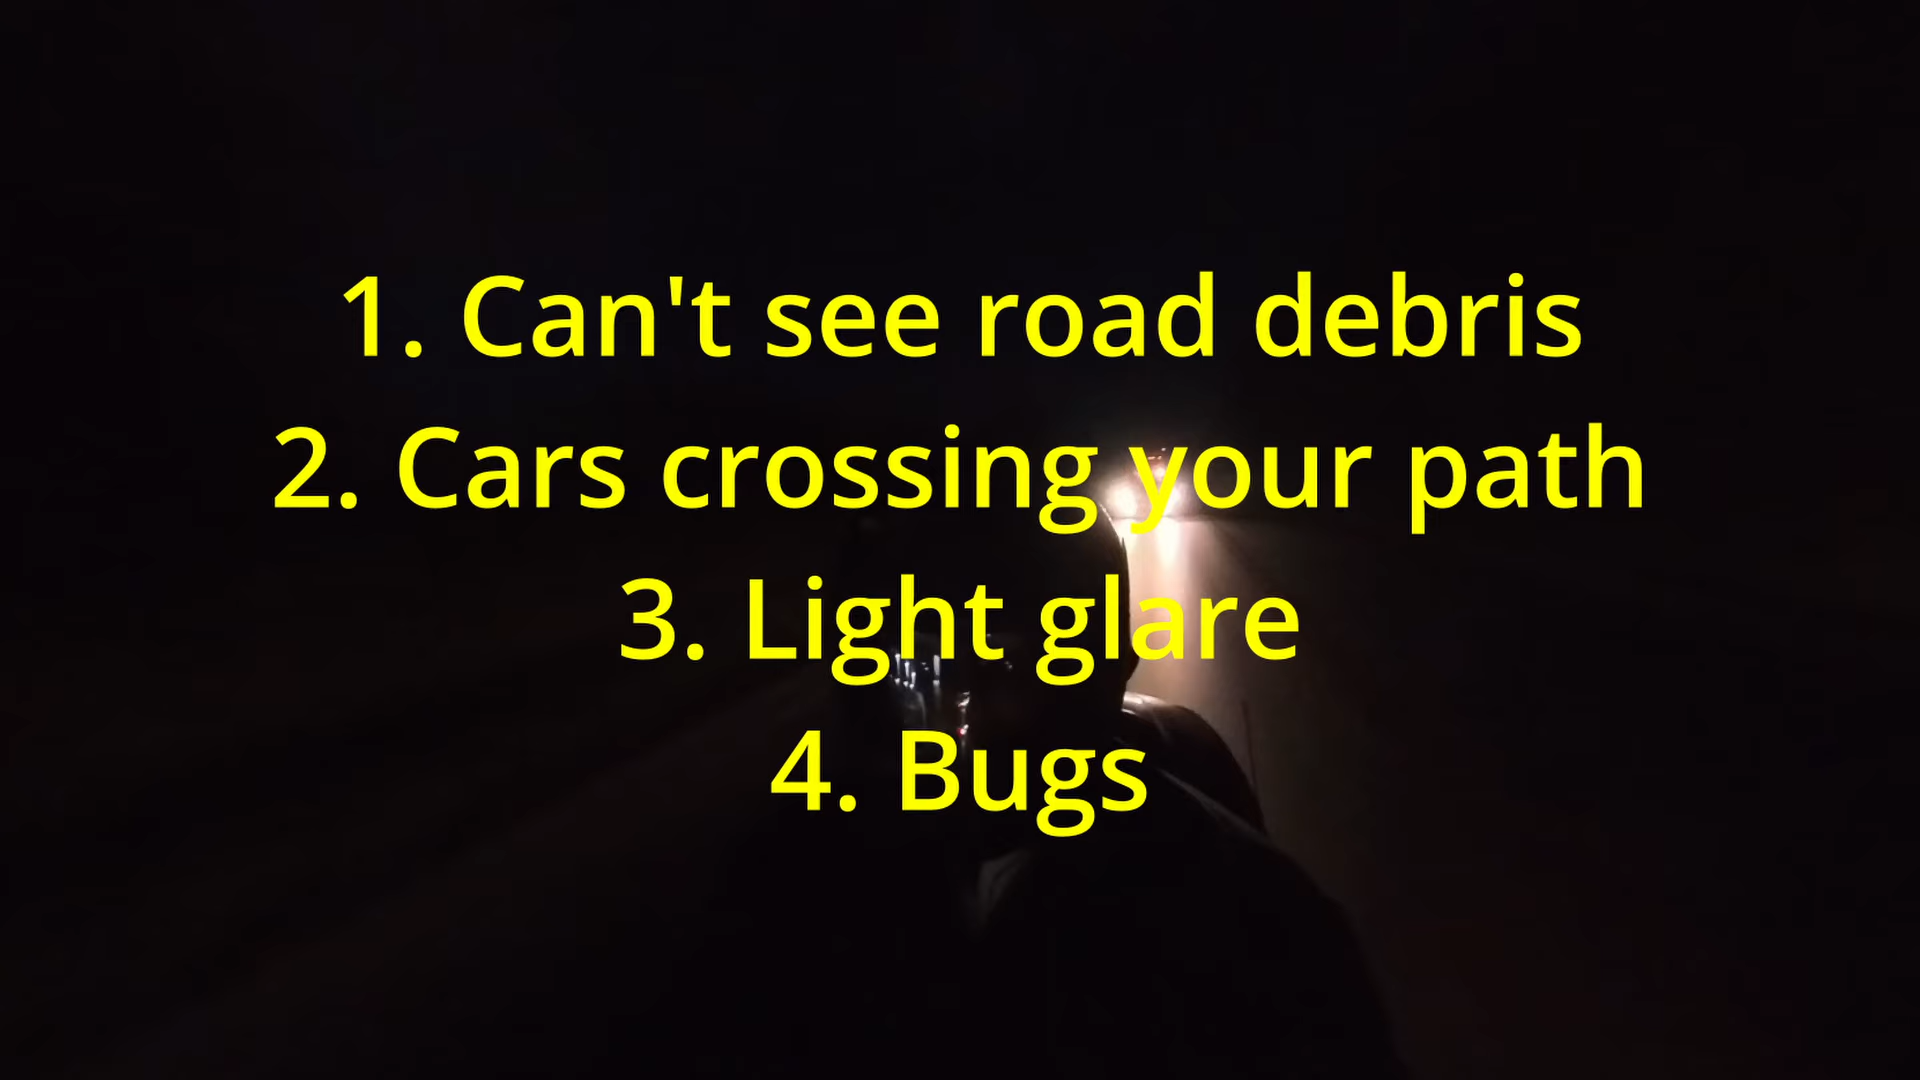 1. Can't see road debris
2. Cars crossing your path
3. Light glare
4. Bugs